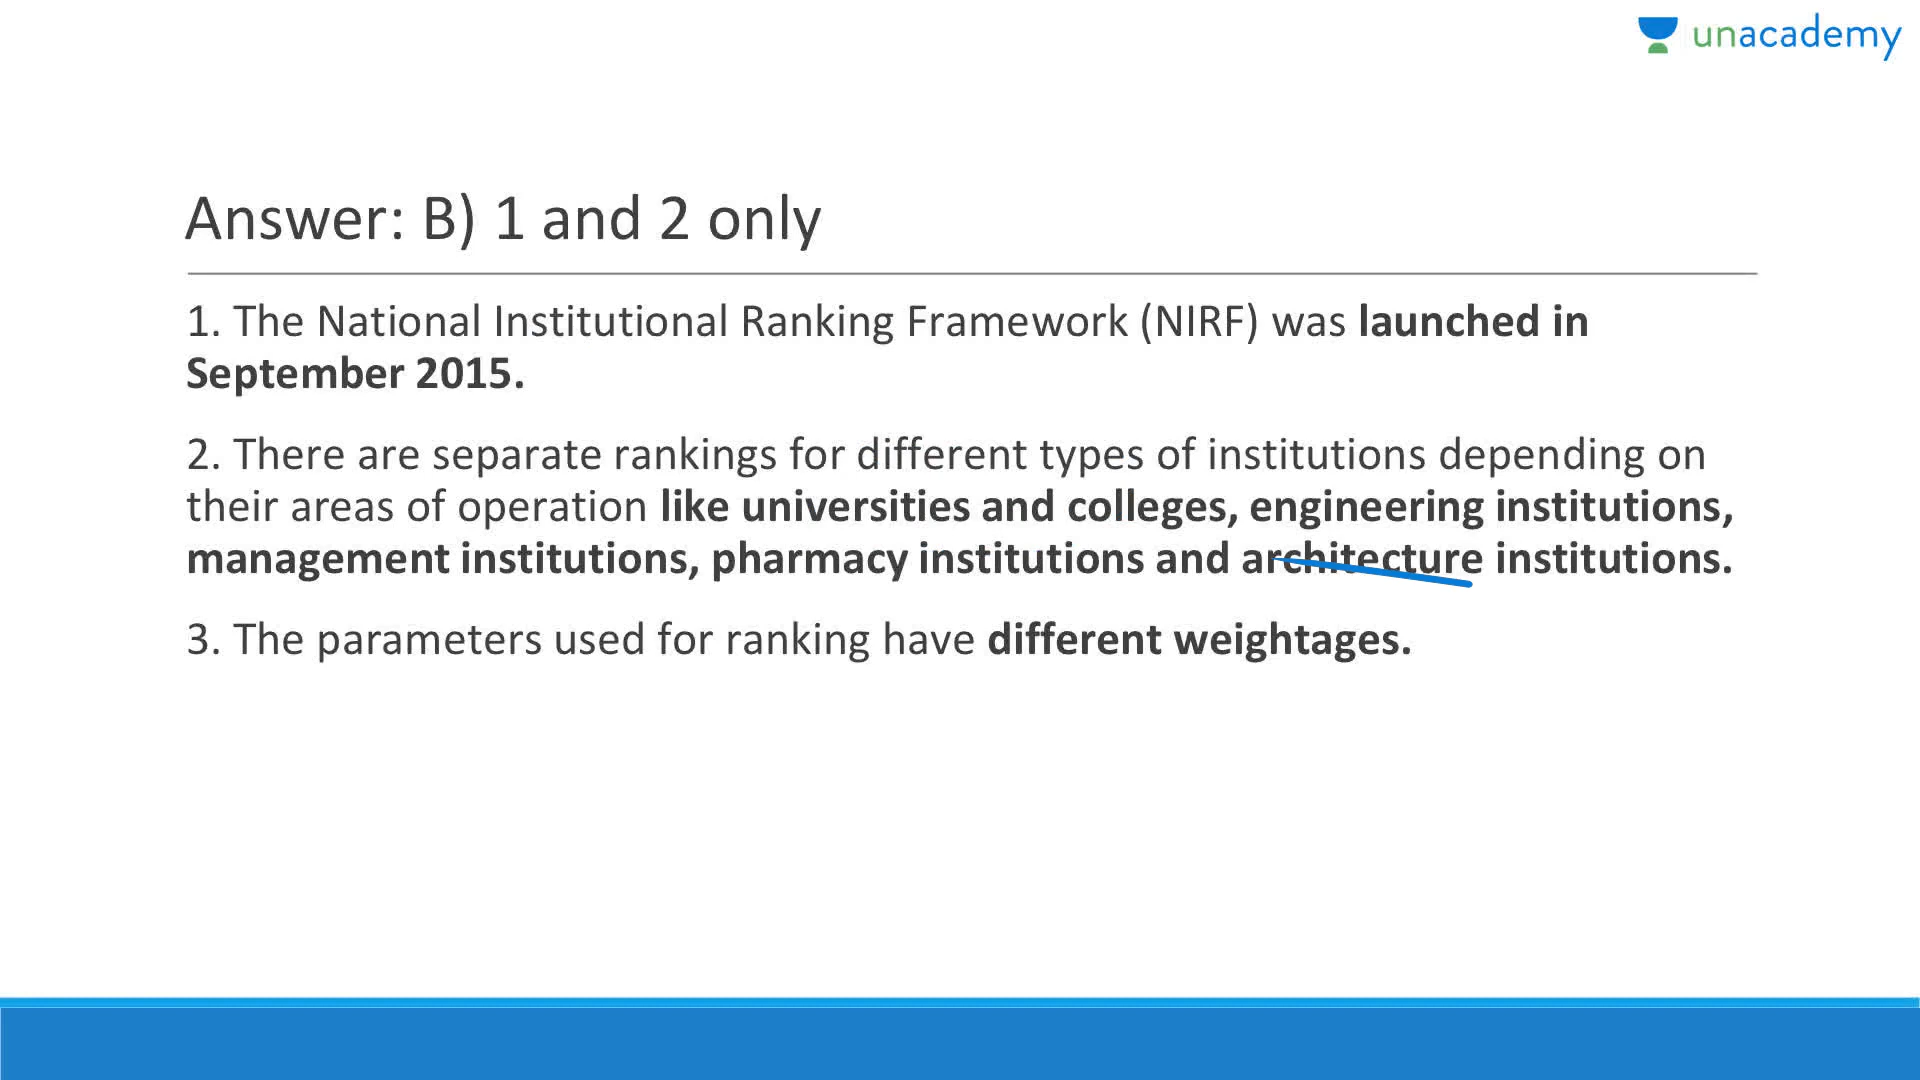 unacademy
Answer: B) 1 and 2 only
1. The National Institutional Ranking Framework (NIRF) was launched in
September 2015.
2. There are separate rankings for different types of institutions depending on
their areas of operation like universities and colleges, engineering institutions,
management institutions, pharmacy institutions and architecture institutions.
3. The parameters used for ranking have different weightages.